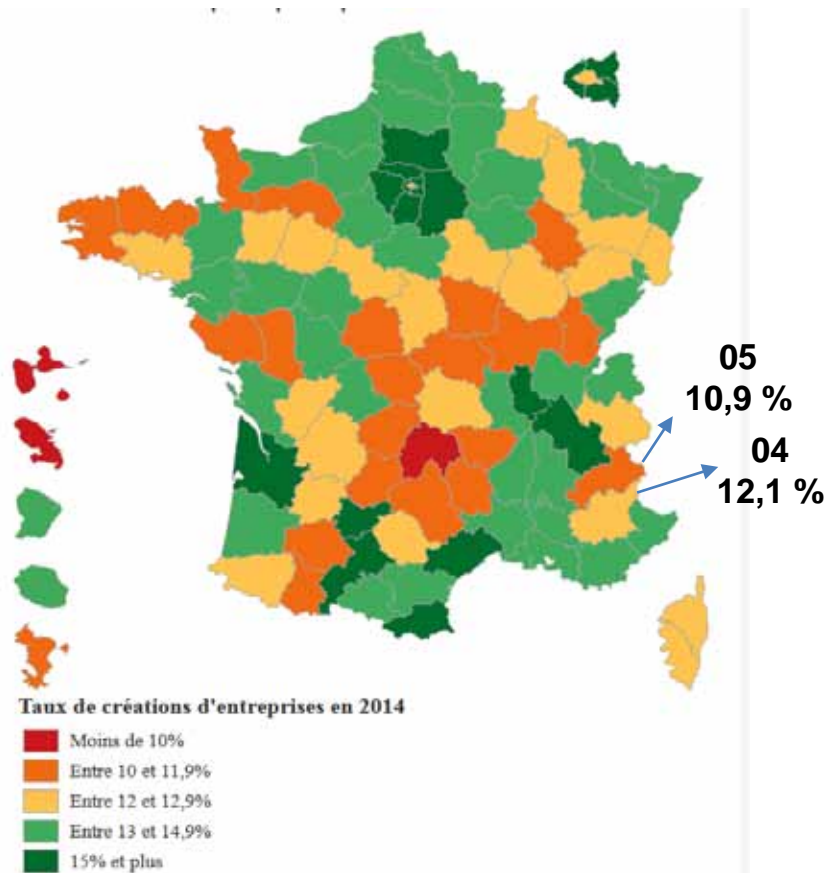 05
10,9 %
04
12,1 %
Taux de créations d'entreprises en 2014
Moins de 10%
Entre 10 et 11,9%
Entre 12 et 12,9%
Entre 13 et 14,9%
15% et plus